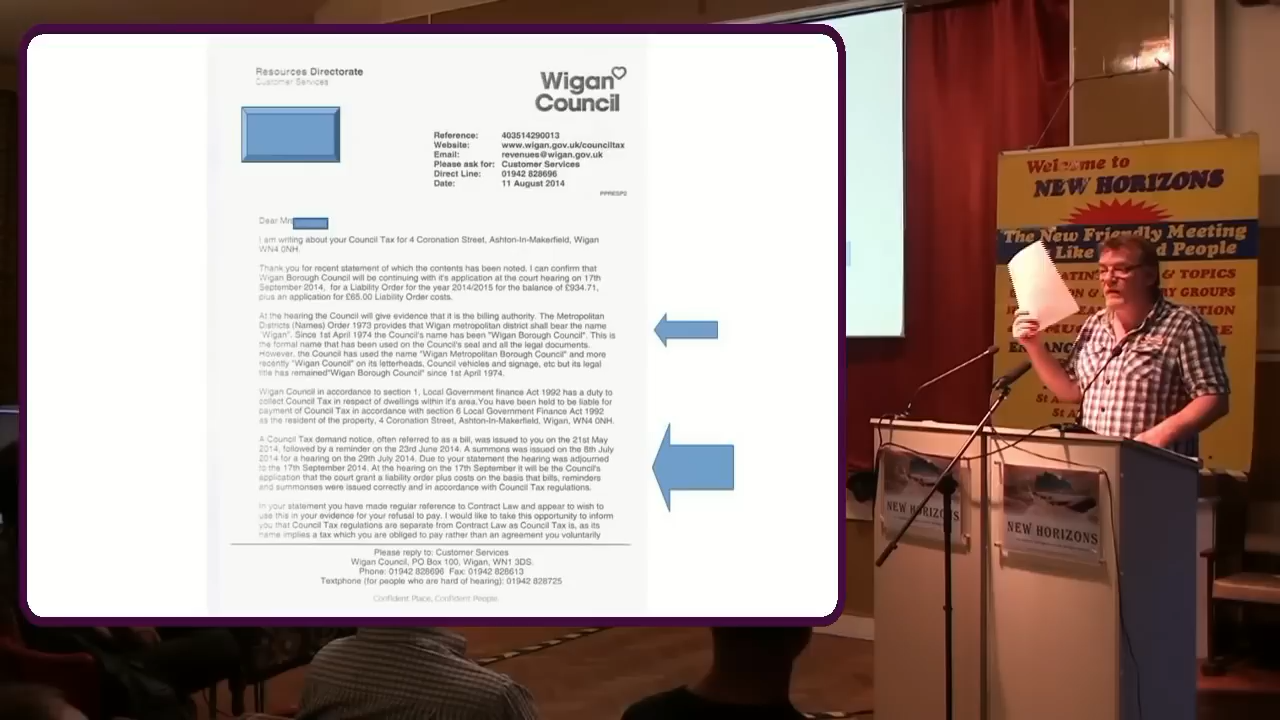 Resources Directorate
Customer Services
Wigan
Council
Reference: 403514290013
Website: www.wigan.gov.uk/counciltax
Email: revenues@wigan.gov.uk
Please ask for: Customer Services
Direct Line: 01942 828696
Date: 11 August 2014
PPRESP2
Dear Mrs
I am writing about your Council Tax for 4 Coronation Street, Ashton-In-Makerfield, Wigan
WN4 0NH.
Thank you for recent statement of which the contents has been noted. I can confirm that
Wigan Borough Council will be continuing with it's application at the court hearing on 17th
September 2014, for a Liability Order for the year 2014/2015 for the balance of £934.71,
plus an application for £65.00 Liability Order costs.
At the hearing the Council will give evidence that it is the billing authority. The Metropolitan
Districts (Names) Order 1973 provides that Wigan metropolitan district shall bear the name
"Wigan". Since 1st April 1974 the Council's name has been "Wigan Borough Council". This is
the formal name that has been used on the Council's seal and all the legal documents.
However, the Council has used the name "Wigan Metropolitan Borough Council" and more
recently "Wigan Council" on its letterheads, Council vehicles and signage, etc but its legal
title has remained"Wigan Borough Council" since 1st April 1974.
Wigan Council in accordance to section 1, Local Government finance Act 1992 has a duty to
collect Council Tax in respect of dwellings within it's area.You have been held to be liable for
payment of Council Tax in accordance with section 6 Local Government Finance Act 1992
as the resident of the property, 4 Coronation Street, Ashton-In-Makerfield, Wigan, WN4 0NH.
A Council Tax demand notice, often referred to as a bill, was issued to you on the 21st May
2014, followed by a reminder on the 23rd June 2014. A summons was issued on the 8th July
2014 for a hearing on the 29th July 2014. Due to your statement the hearing was adjourned
to the 17th September 2014. At the hearing on the 17th September it will be the Council's
application that the court grant a liability order plus costs on the basis that bills, reminders
and summonses were issued correctly and in accordance with Council Tax regulations.
In your statement you have made regular reference to Contract Law and appear to wish to
use this in your evidence for your refusal to pay. I would like to take this opportunity to inform
you that Council Tax regulations are separate from Contract Law as Council Tax is, as its
name implies a tax which you are obliged to pay rather than an agreement you voluntarily
Please reply to: Customer Services
Wigan Council, PO Box 100, Wigan, WN1 3DS.
Phone: 01942 828696 Fax: 01942 828613
Textphone (for people who are hard of hearing): 01942 828725
Confident Place, Confident People.
Welcome to
NEW HORIZONS
The New Friendly Meeting
Like People
& TOPICS
GROUPS
NEW HORIZONS
NEW HORIZONS